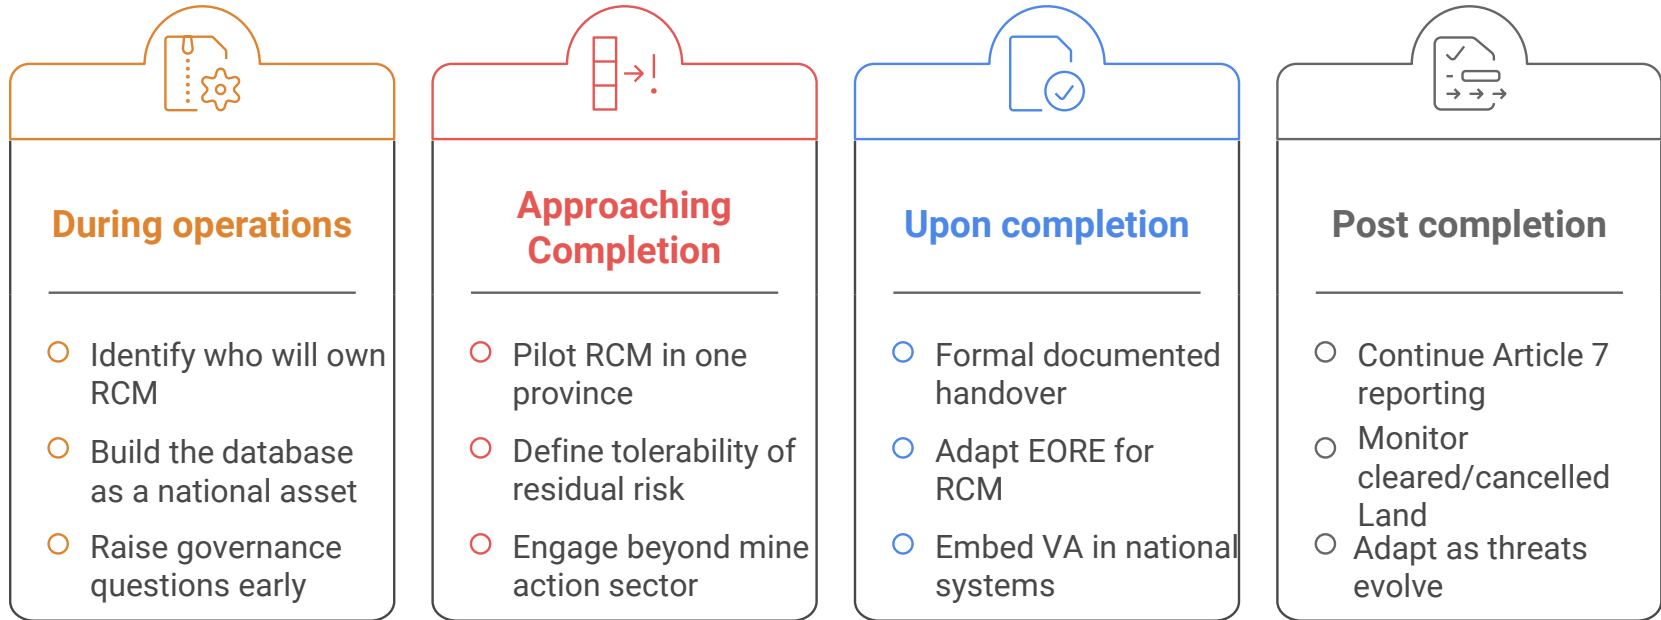 During operations
Identify who will own
RCM
Build the database
as a national asset
Raise governance
questions early
Approaching
Completion
Pilot RCM in one
province
Define tolerability of
residual risk
Engage beyond mine
action sector
Upon completion
Formal documented
handover
Adapt EORE for
RCM
Embed VA in national
systems
Post completion
Continue Article 7
reporting
Monitor
cleared/cancelled
Land
Adapt as threats
evolve